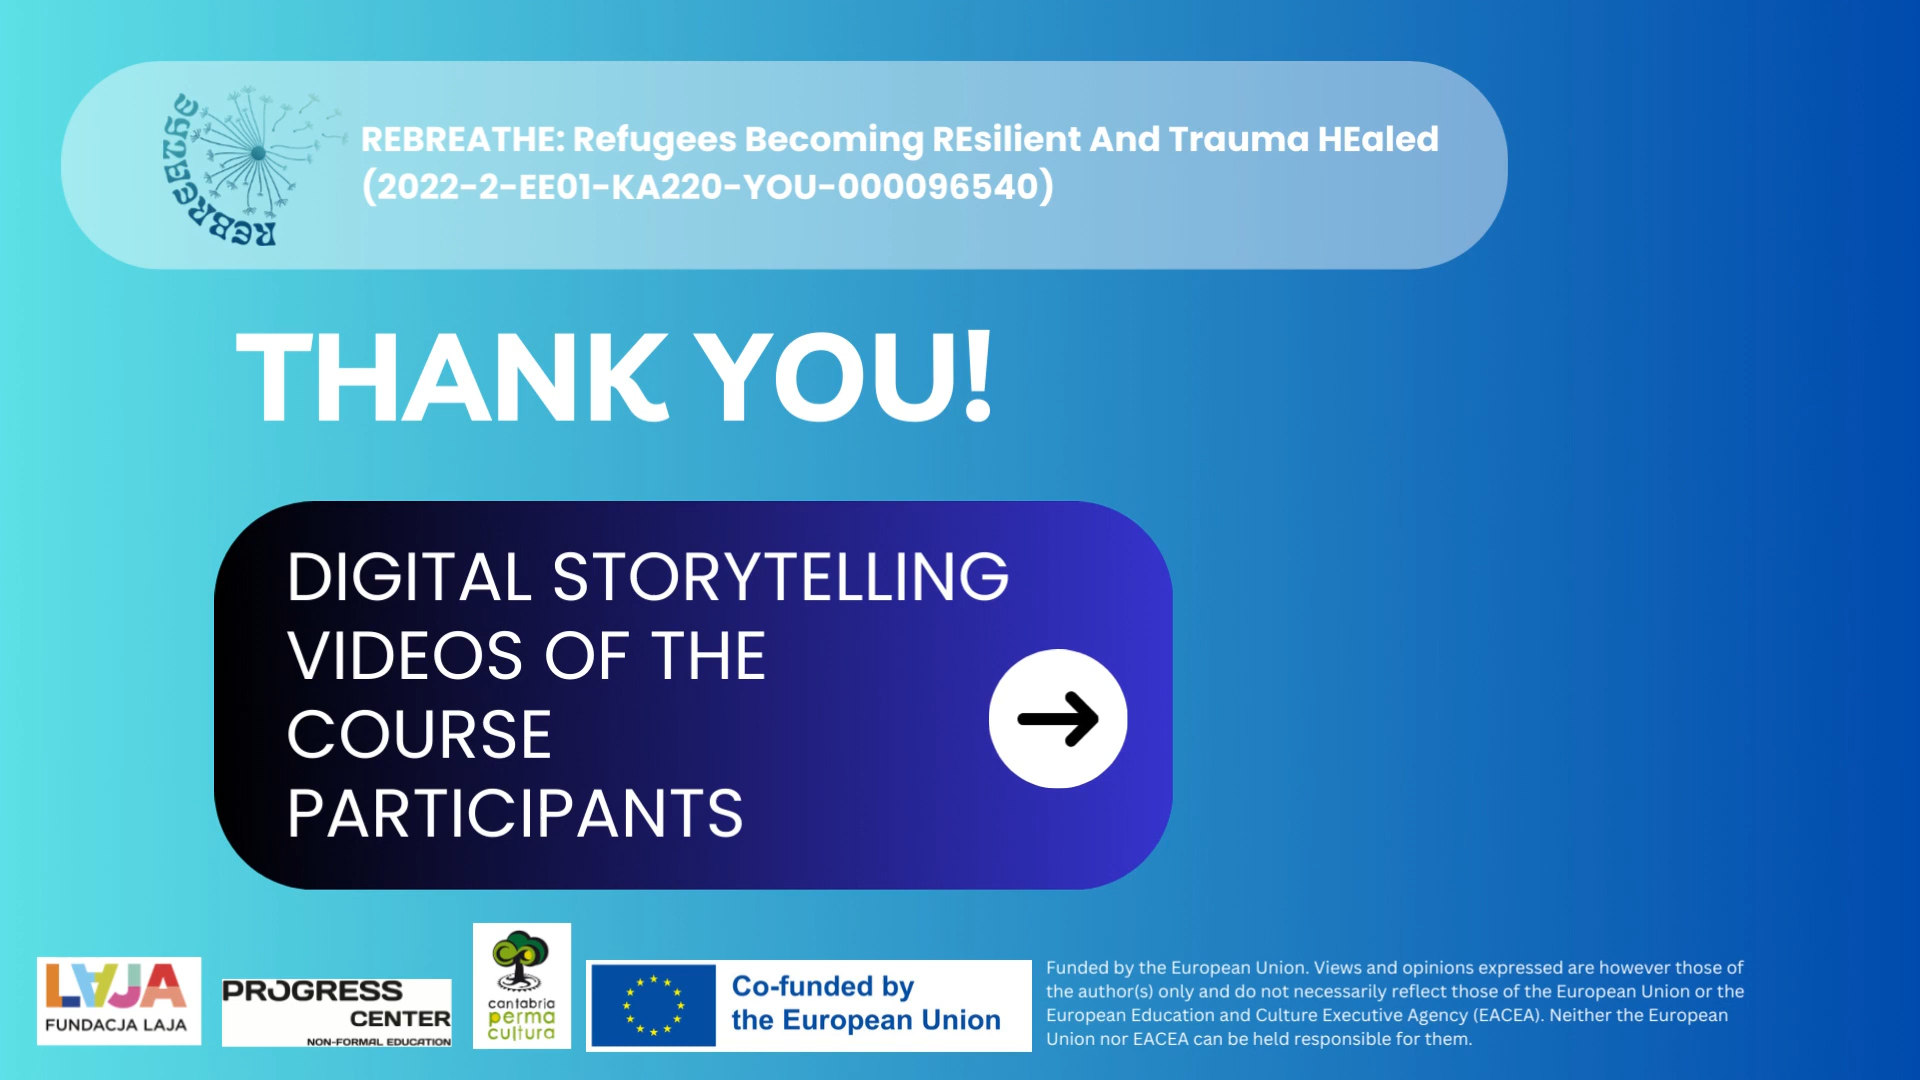 REBREATHE
REBREATHE: Refugees Becoming REsilient And Trauma HEaled
(2022-2-EE01-KA220-YOU-000096540)
THANK YOU!
DIGITAL STORYTELLING
VIDEOS OF THE
COURSE
PARTICIPANTS
LAJA
FUNDACJA LAJA
PROGRESS
CENTER
NON-FORMAL EDUCATION
cantabria
perma
cultura
Co-funded by
the European Union
Funded by the European Union. Views and opinions expressed are however those of
the author(s) only and do not necessarily reflect those of the European Union or the
European Education and Culture Executive Agency (EACEA). Neither the European
Union nor EACEA can be held responsible for them.